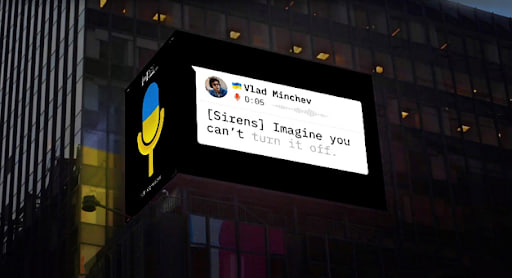 Vlad Minchev
0:05
[Sirens] Imagine you
can't turn it off.